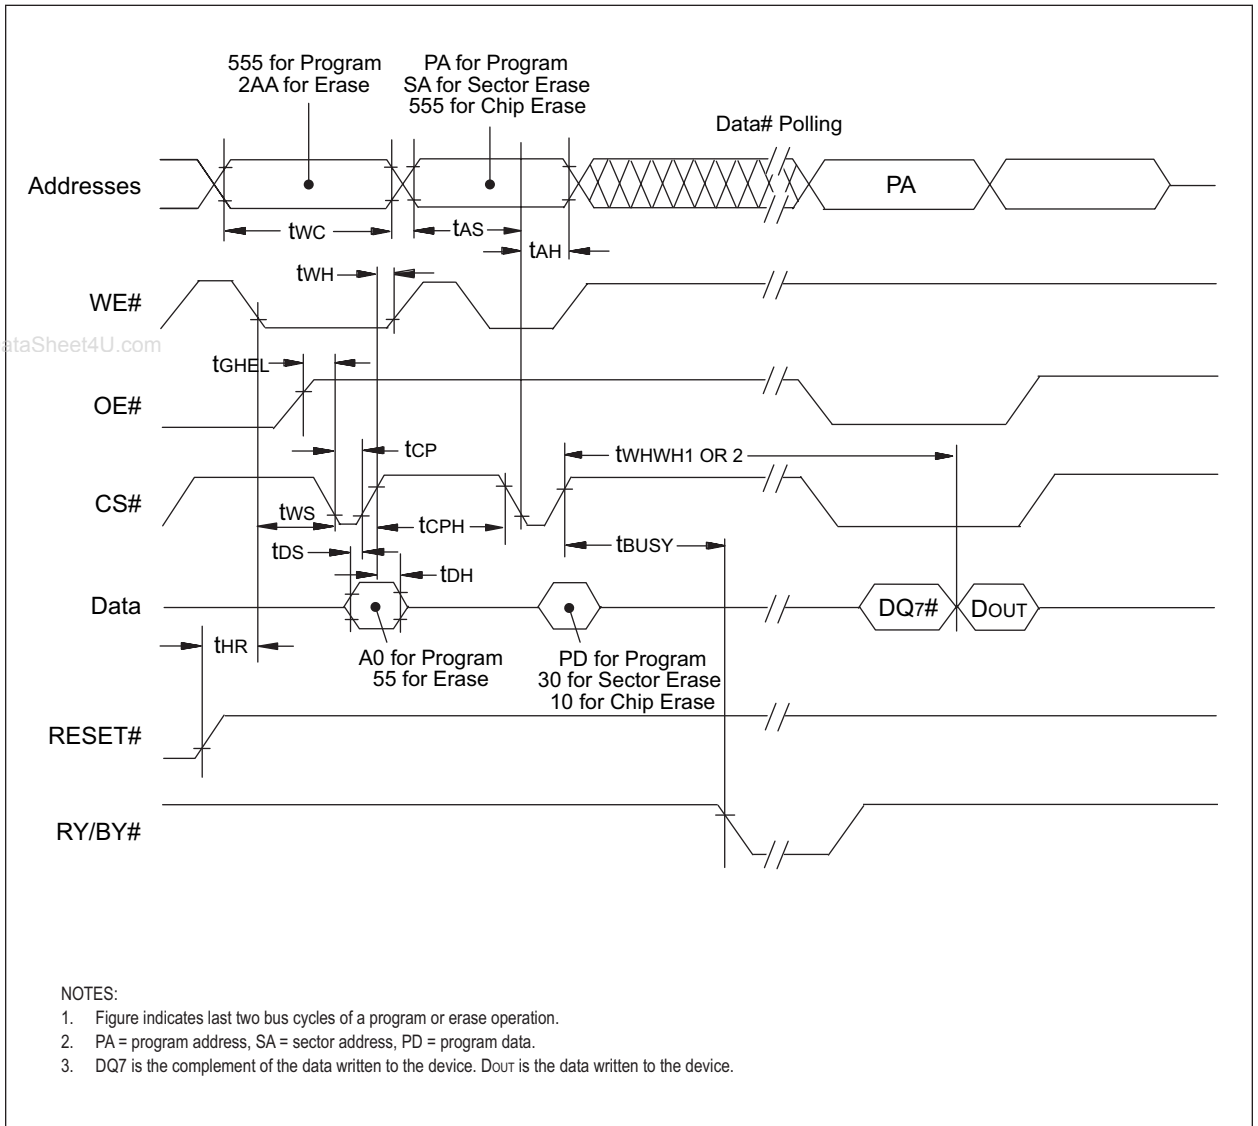 555 for Program
2AA for Erase
PA for Program
SA for Sector Erase
555 for Chip Erase
Data# Polling
Addresses
PA
tWC
tAS
tAH
tWH
WE#
ataSheet4U.com
tGHEL
OE#
tCP
tWHWH1 OR 2
CS#
tWS
tCPH
tBUSY
tDS
tDH
Data
DQ7#
DOUT
tHR
A0 for Program
55 for Erase
PD for Program
30 for Sector Erase
10 for Chip Erase
RESET#
RY/BY#
NOTES:
1. Figure indicates last two bus cycles of a program or erase operation.
2. PA = program address, SA = sector address, PD = program data.
3. DQ7 is the complement of the data written to the device. DOUT is the data written to the device.